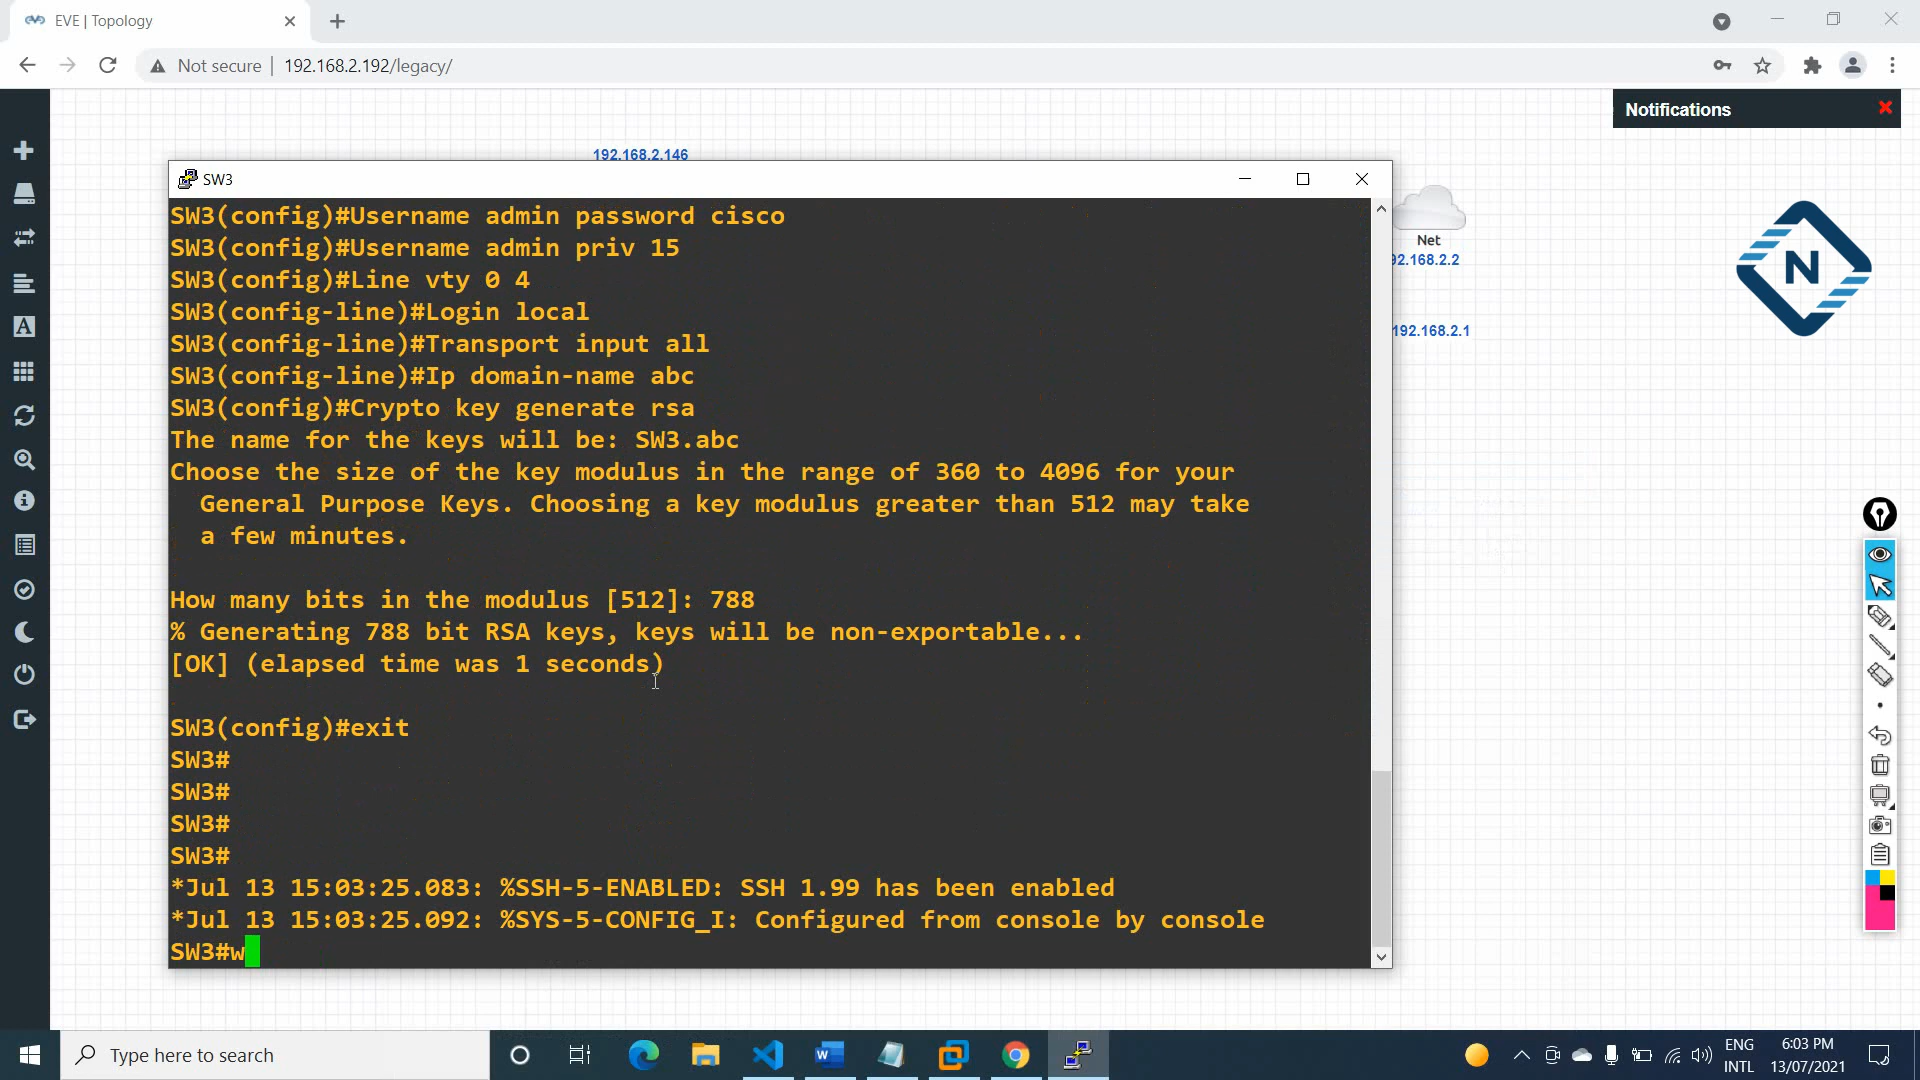 EVE | Topology
Not secure
192.168.2.192/legacy/
Notifications
192.168.2.146
SW3
SW3(config)#Username admin password cisco
SW3(config)#Username admin priv 15
SW3(config)#Line vty 0 4
SW3(config-line)#Login local
SW3(config-line)#Transport input all
SW3(config-line)#Ip domain-name abc
SW3(config)#Crypto key generate rsa
The name for the keys will be: SW3.abc
Choose the size of the key modulus in the range of 360 to 4096 for your
General Purpose Keys. Choosing a key modulus greater than 512 may take
a few minutes.
How many bits in the modulus [512]: 788
% Generating 788 bit RSA keys, keys will be non-exportable...
[OK] (elapsed time was 1 seconds)
SW3(config)#exit
SW3#
SW3#
SW3#
SW3#
*Jul 13 15:03:25.083: %SSH-5-ENABLED: SSH 1.99 has been enabled
*Jul 13 15:03:25.092: %SYS-5-CONFIG_I: Configured from console by console
SW3#w
Net
92.168.2.2
192.168.2.1
N
Type here to search
ENG
INTL
6:03 PM
13/07/2021